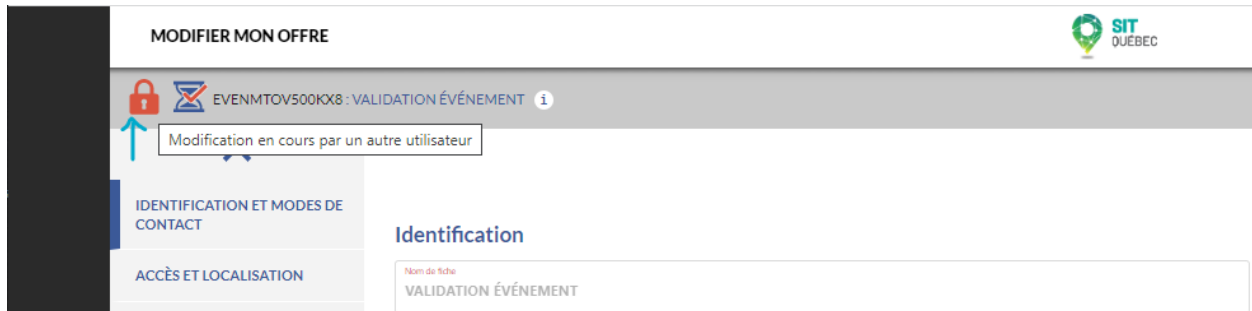 MODIFIER MON OFFRE
SIT
QUÉBEC
EVENMTOV500KX8 : VALIDATION ÉVÉNEMENT i
Modification en cours par un autre utilisateur
IDENTIFICATION ET MODES DE
CONTACT
Identification
ACCÈS ET LOCALISATION
Nom de fiche
VALIDATION ÉVÉNEMENT